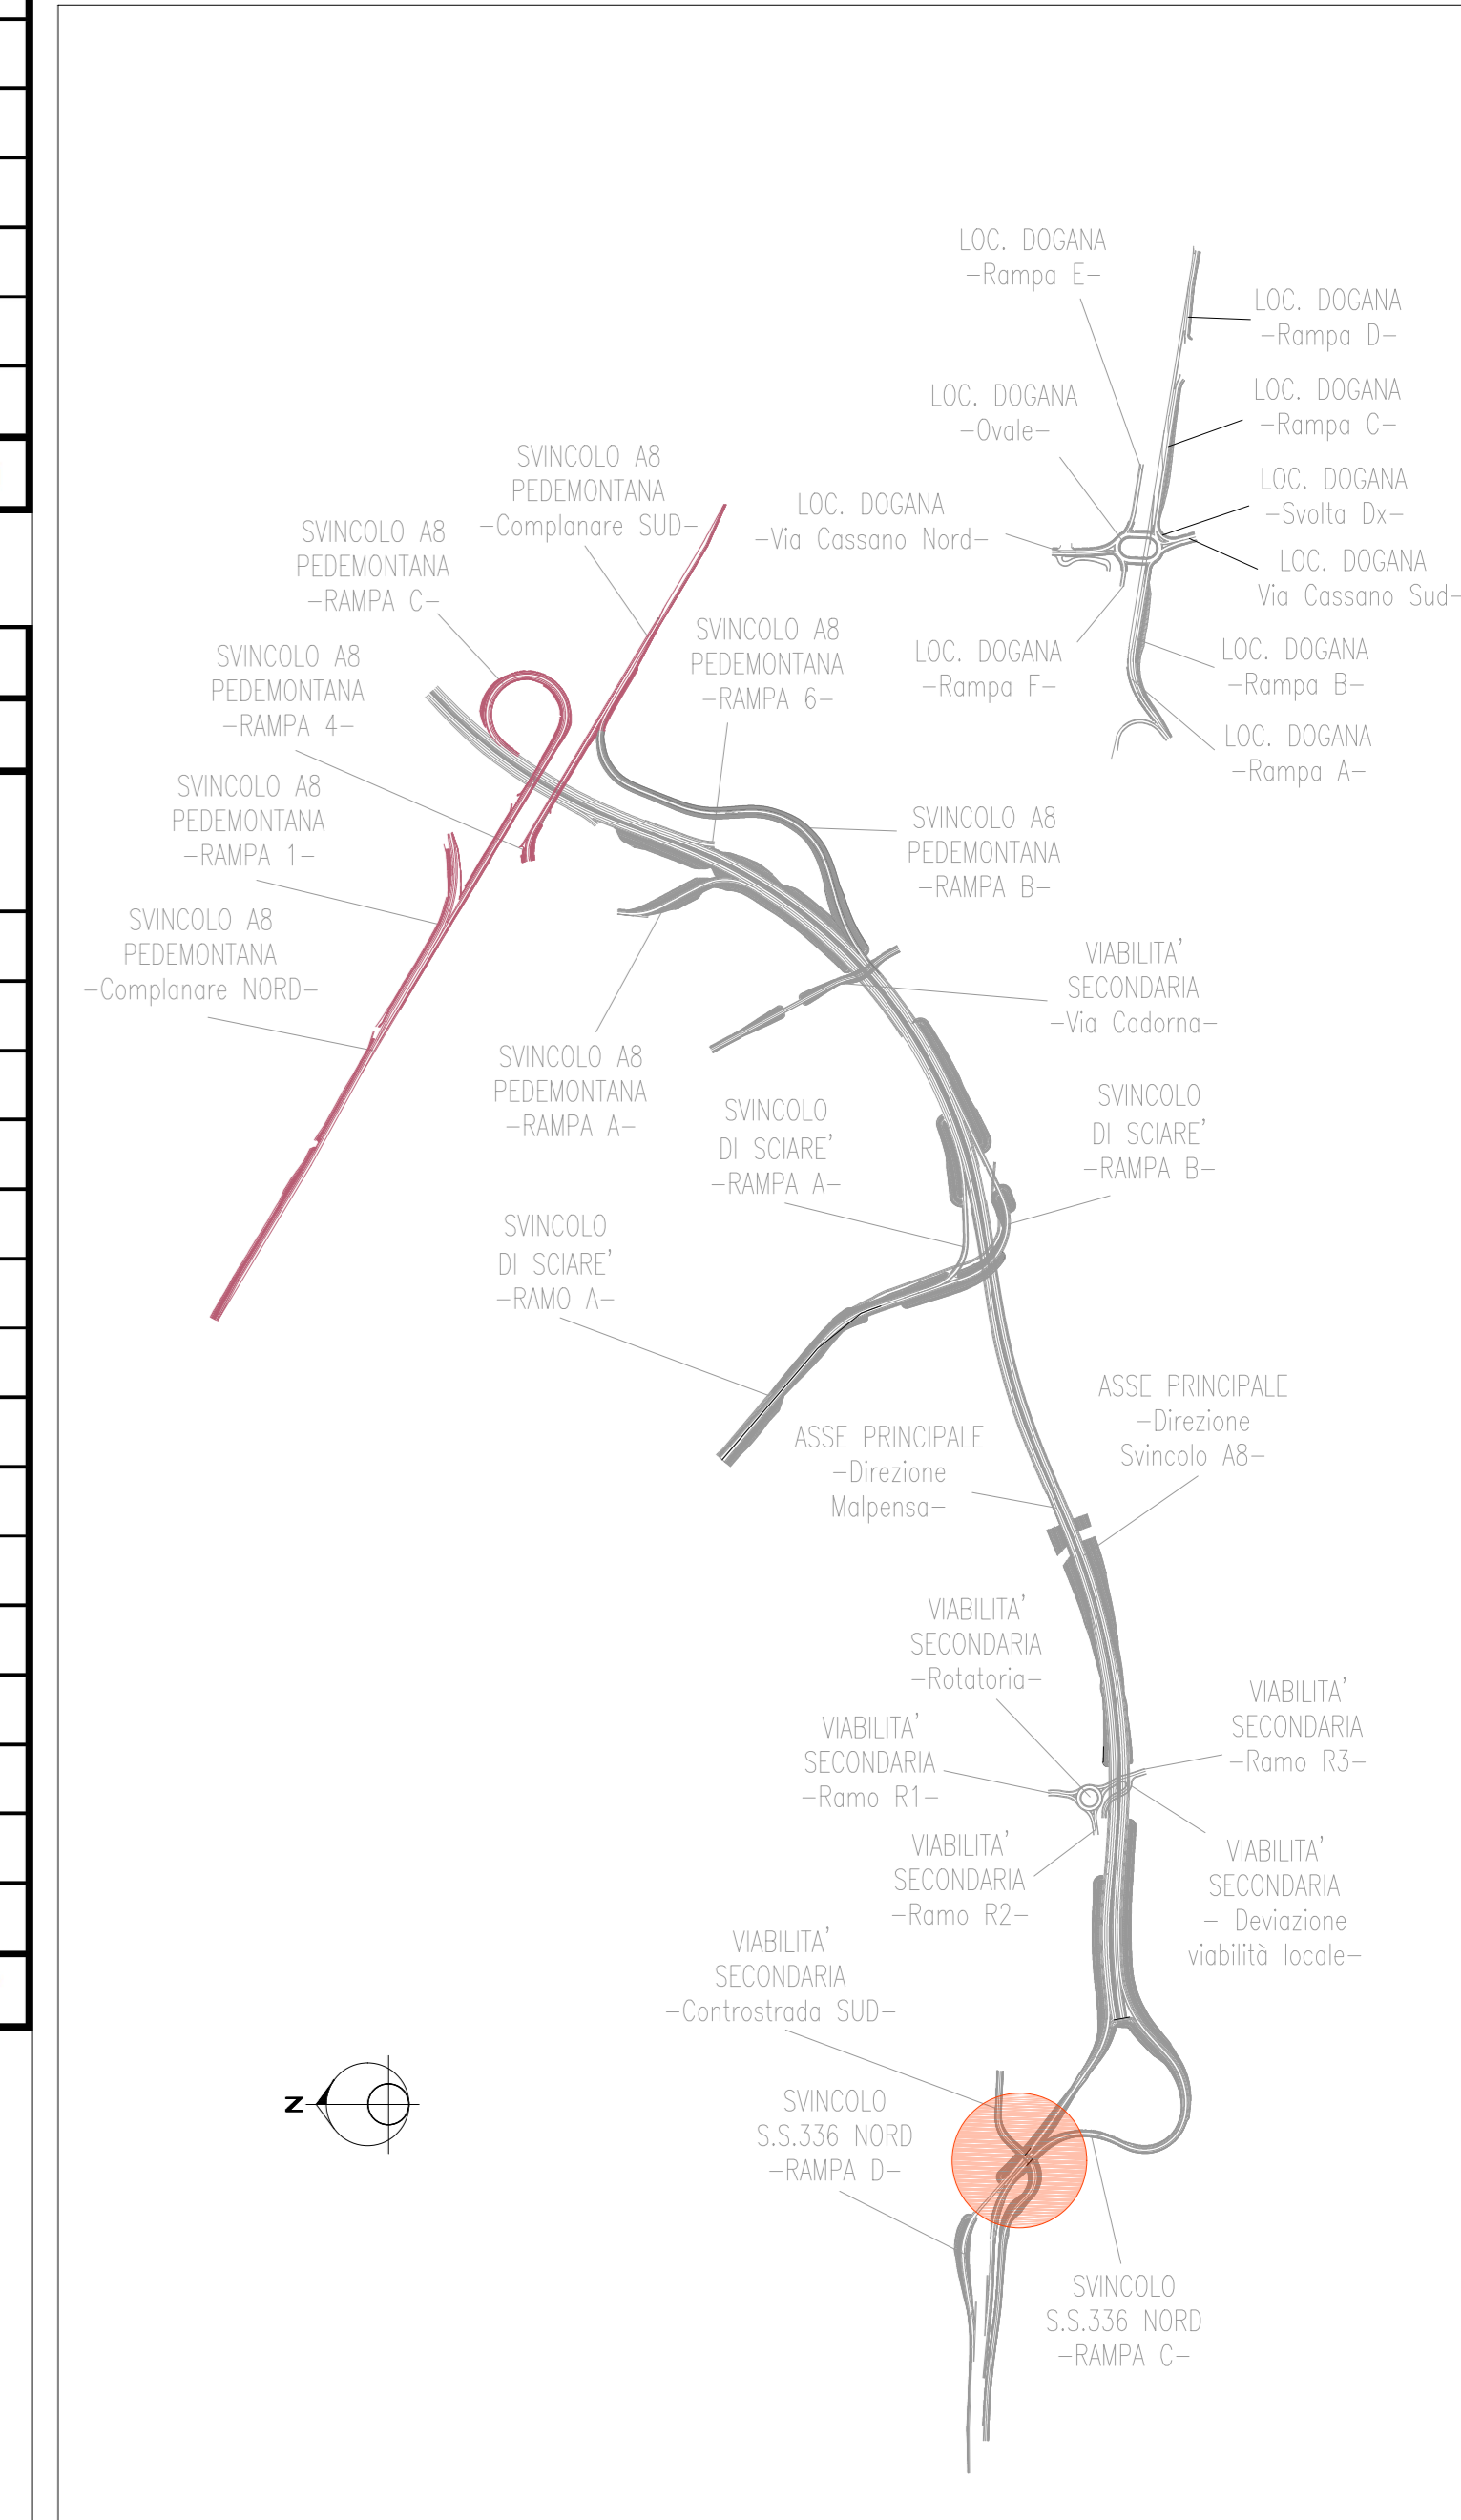 LOC. DOGANA
-Rampa E-
LOC. DOGANA
-Rampa D-
LOC. DOGANA
-Ovale-
LOC. DOGANA
-Rampa C-
SVINCOLO A8
PEDEMONTANA
-Complanare SUD-
LOC. DOGANA
-Svolta Dx-
LOC. DOGANA
-Via Cassano Nord-
SVINCOLO A8
PEDEMONTANA
-RAMPA C-
LOC. DOGANA
Via Cassano Sud-
SVINCOLO A8
PEDEMONTANA
-RAMPA 6-
LOC. DOGANA
-Rampa F-
LOC. DOGANA
-Rampa B-
SVINCOLO A8
PEDEMONTANA
-RAMPA 4-
LOC. DOGANA
-Rampa A-
SVINCOLO A8
PEDEMONTANA
-RAMPA 1-
SVINCOLO A8
PEDEMONTANA
-RAMPA B-
SVINCOLO A8
PEDEMONTANA
-Complanare NORD-
VIABILITA'
SECONDARIA
-Via Cadorna-
SVINCOLO A8
PEDEMONTANA
-RAMPA A-
SVINCOLO
DI SCIARE'
-RAMPA A-
SVINCOLO
DI SCIARE'
-RAMPA B-
SVINCOLO
DI SCIARE'
-RAMO A-
ASSE PRINCIPALE
-Direzione
Svincolo A8-
ASSE PRINCIPALE
-Direzione
Malpensa-
VIABILITA'
SECONDARIA
-Rotatoria-
VIABILITA'
SECONDARIA
-Ramo R3-
VIABILITA'
SECONDARIA
-Ramo R1-
VIABILITA'
SECONDARIA
-Ramo R2-
VIABILITA'
SECONDARIA
- Deviazione
viabilità locale-
VIABILITA'
SECONDARIA
-Controstrada SUD-
N
SVINCOLO
S.S.336 NORD
-RAMPA D-
SVINCOLO
S.S.336 NORD
-RAMPA C-